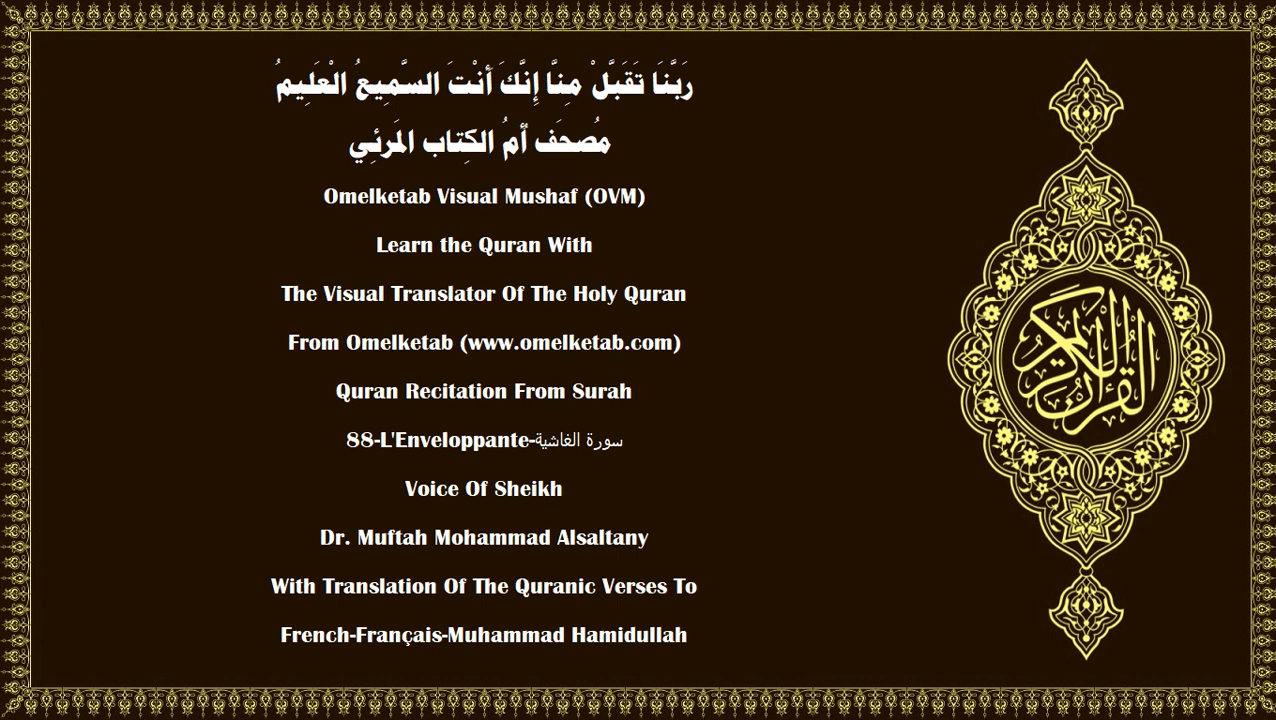 رَبَّنَا تَقَبَّلْ مِنَّا إِنَّكَ أَنْتَ السَّمِيعُ الْعَلِيمُ
مُصحَف أمُ الكِتاب المَرئِي
Omelketab Visual Mushaf (OVM)
Learn the Quran With
The Visual Translator Of The Holy Quran
From Omelketab (www.omelketab.com)
Quran Recitation From Surah
88-L'Enveloppante-سورة الغاشية
Voice Of Sheikh
Dr. Muftah Mohammad Alsaltany
With Translation Of The Quranic Verses To
French-Français-Muhammad Hamidullah
القرآن الكريم